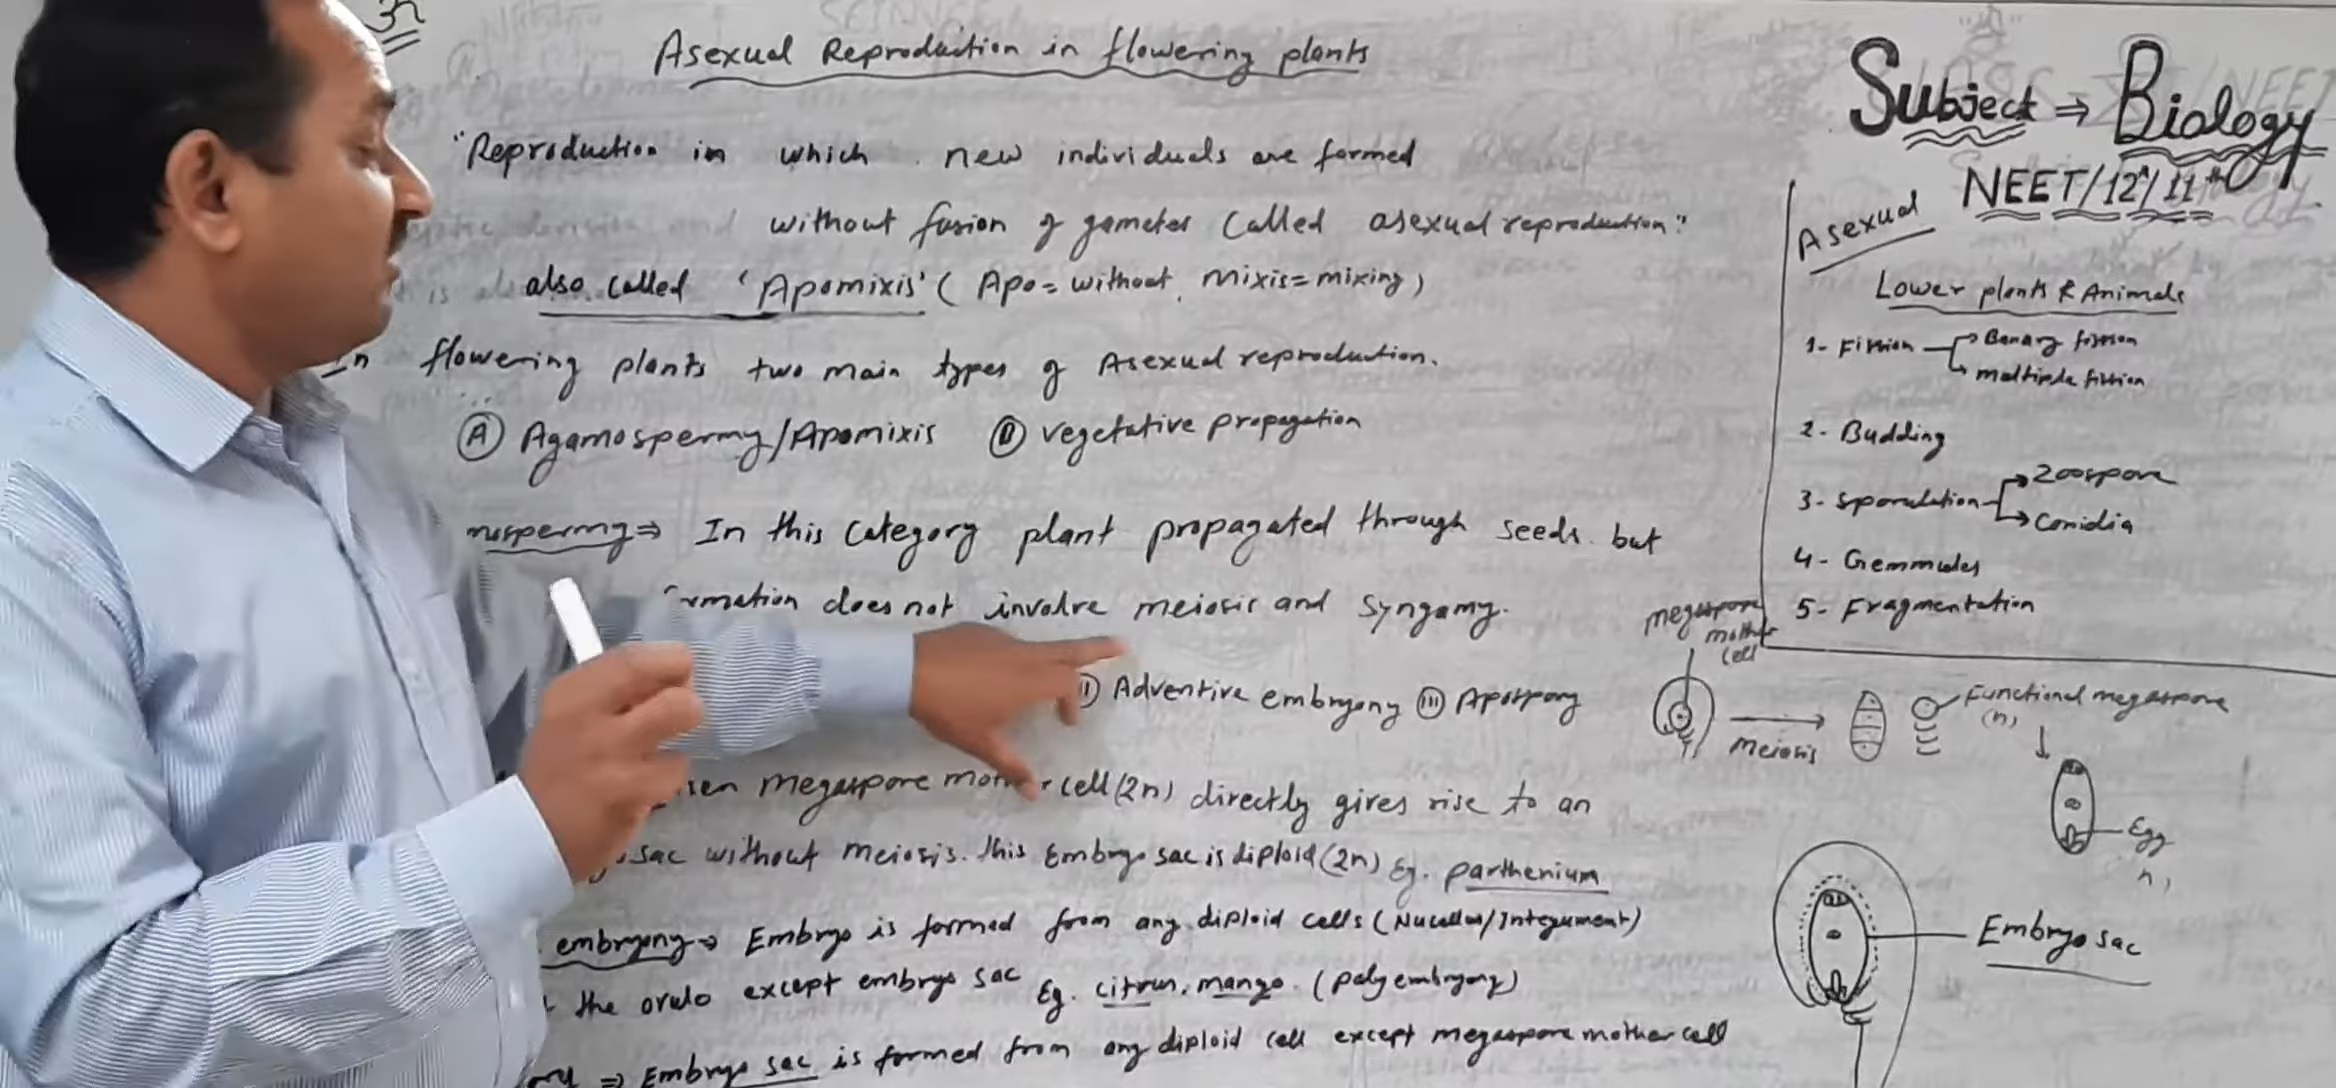 ॐ
Asexual Reproduction in flowering plants
"Reproduction in which new individuals are formed
without fusion of gametes called asexual reproduction"
also called 'Apomixis' ( Apo = without, Mixis = mixing )
In flowering plants two main types of Asexual reproduction.
(A) Agamospermy/Apomixis (B) vegetative propagation
mospermy ⇒ In this category plant propagated through seeds but
formation does not involve meiosis and syngamy.
(II) Adventive embryony (III) Apospory
megaspore mother cell (2n) directly gives rise to an
sac without meiosis. this Embryo sac is diploid (2n) Eg. parthenium
embryony ⇒ Embryo is formed from any diploid cells (Nucellus/Integument)
the ovule except embryo sac Eg. citrus, mango. (polyembryony)
⇒ Embryo sac is formed from any diploid cell except megaspore mother cell
Subject ⇒ Biology
NEET/12th/11th
Asexual
Lower plants & Animals
1- Fission → Binary fission
→ multiple fission
2- Budding
3- Sporulation → Zoospore
→ Conidia
4- Gemmules
5- Fragmentation
megaspore
mother
cell
Meiosis
Functional megaspore
(n)
Egg
n)
Embryo sac